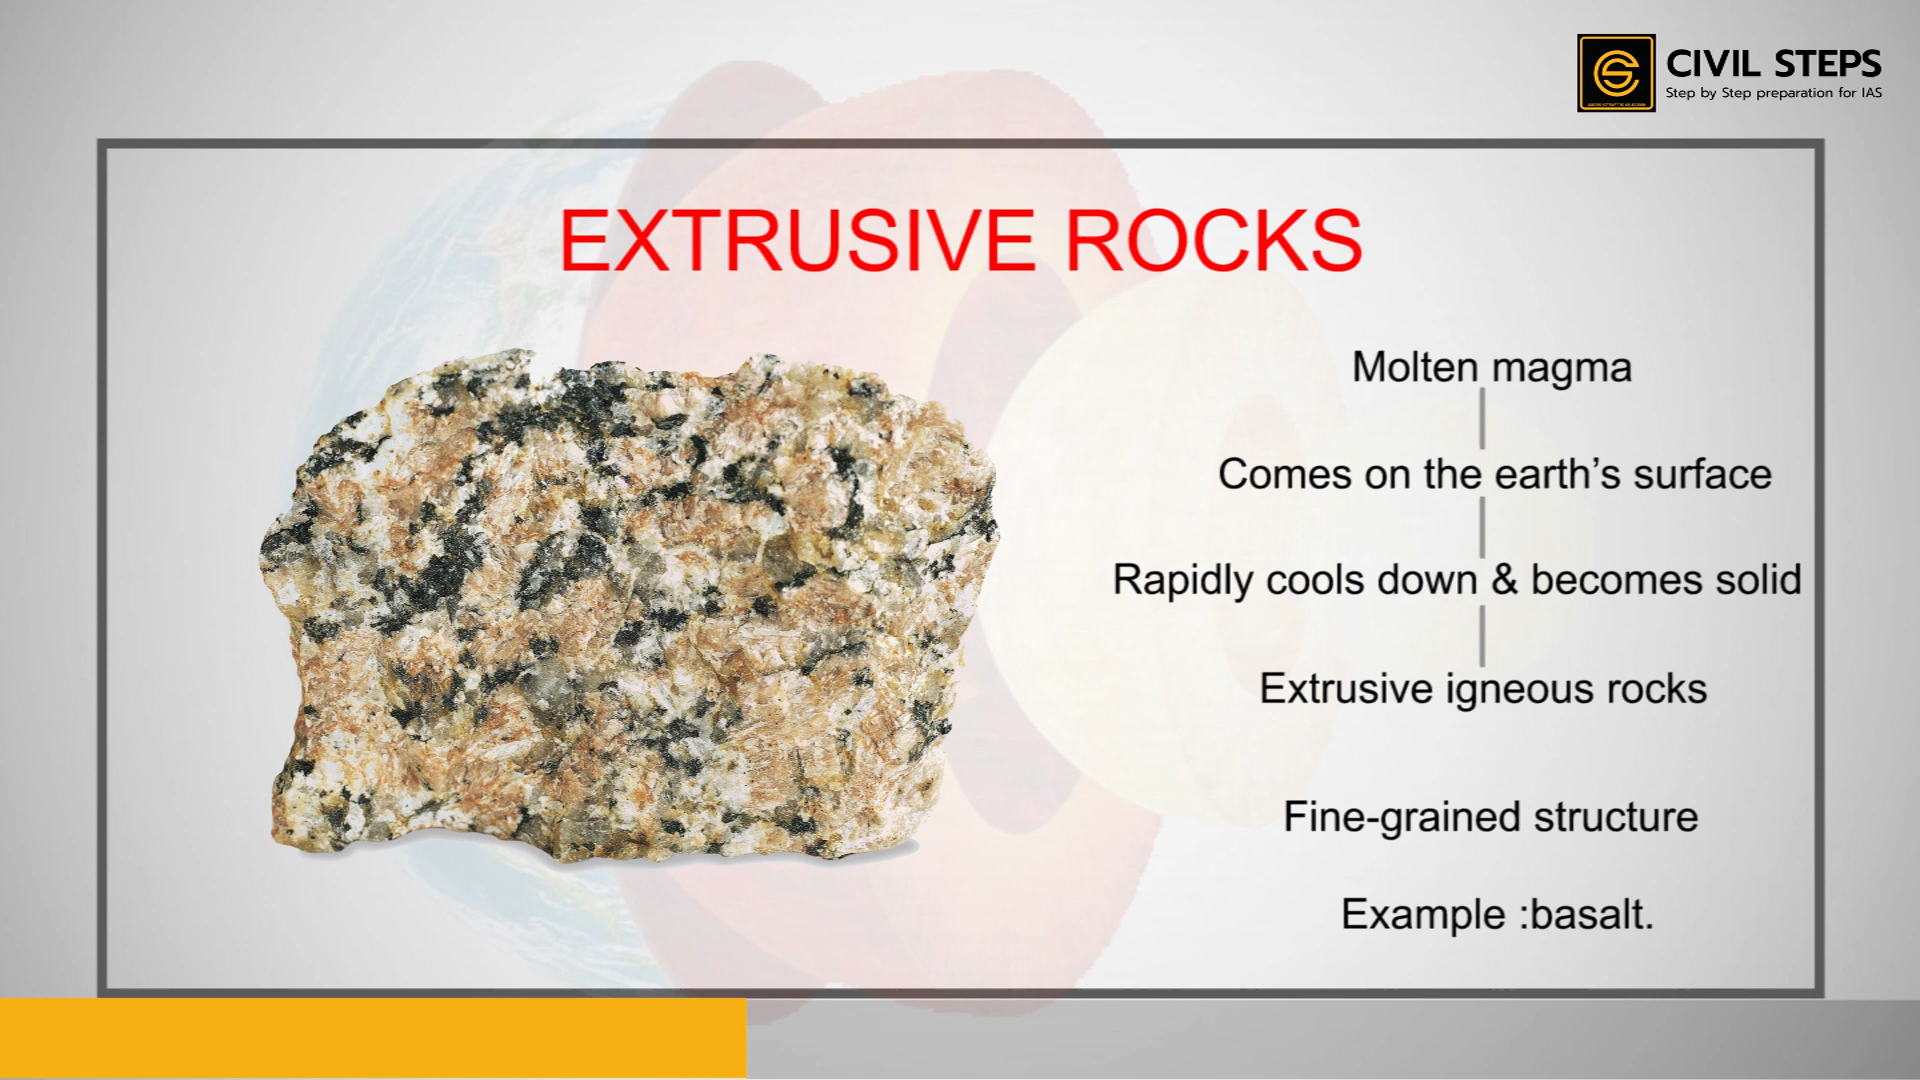 CIVIL STEPS
Step by Step preparation for IAS
EXTRUSIVE ROCKS
Molten magma
Comes on the earth’s surface
Rapidly cools down & becomes solid
Extrusive igneous rocks
Fine-grained structure
Example :basalt.